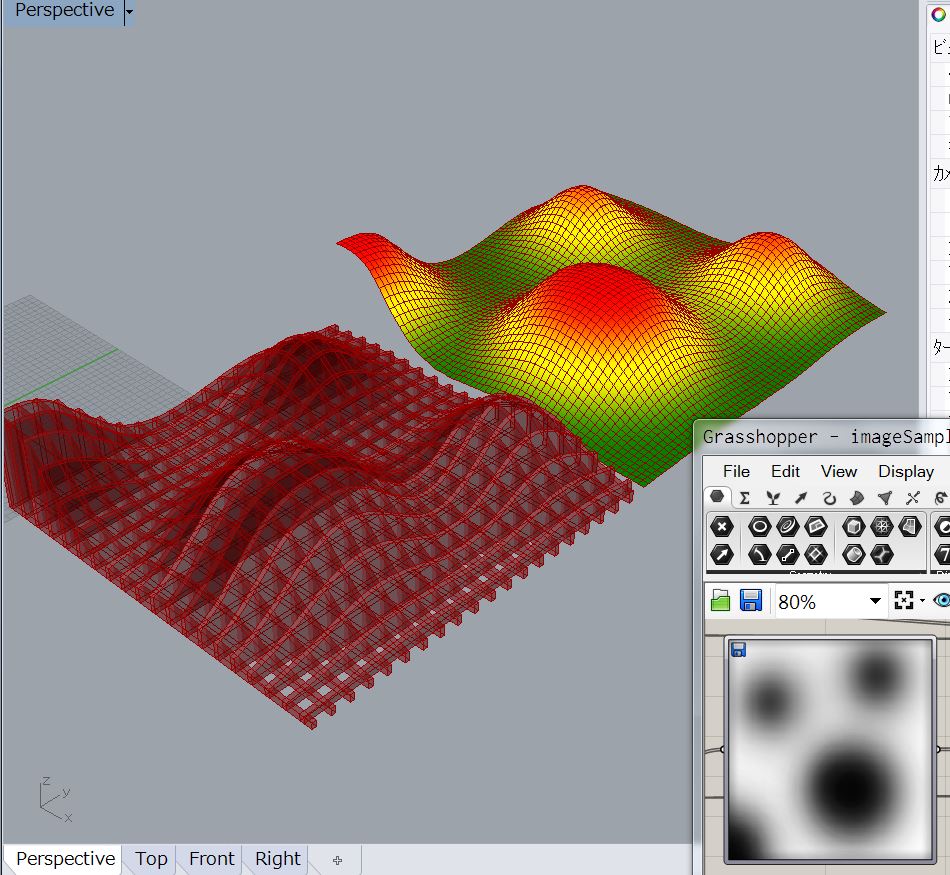 Perspective
ビ
カメ
ター
Grasshopper - imageSampl
File Edit View Display
80%
z
y
x
Perspective Top Front Right